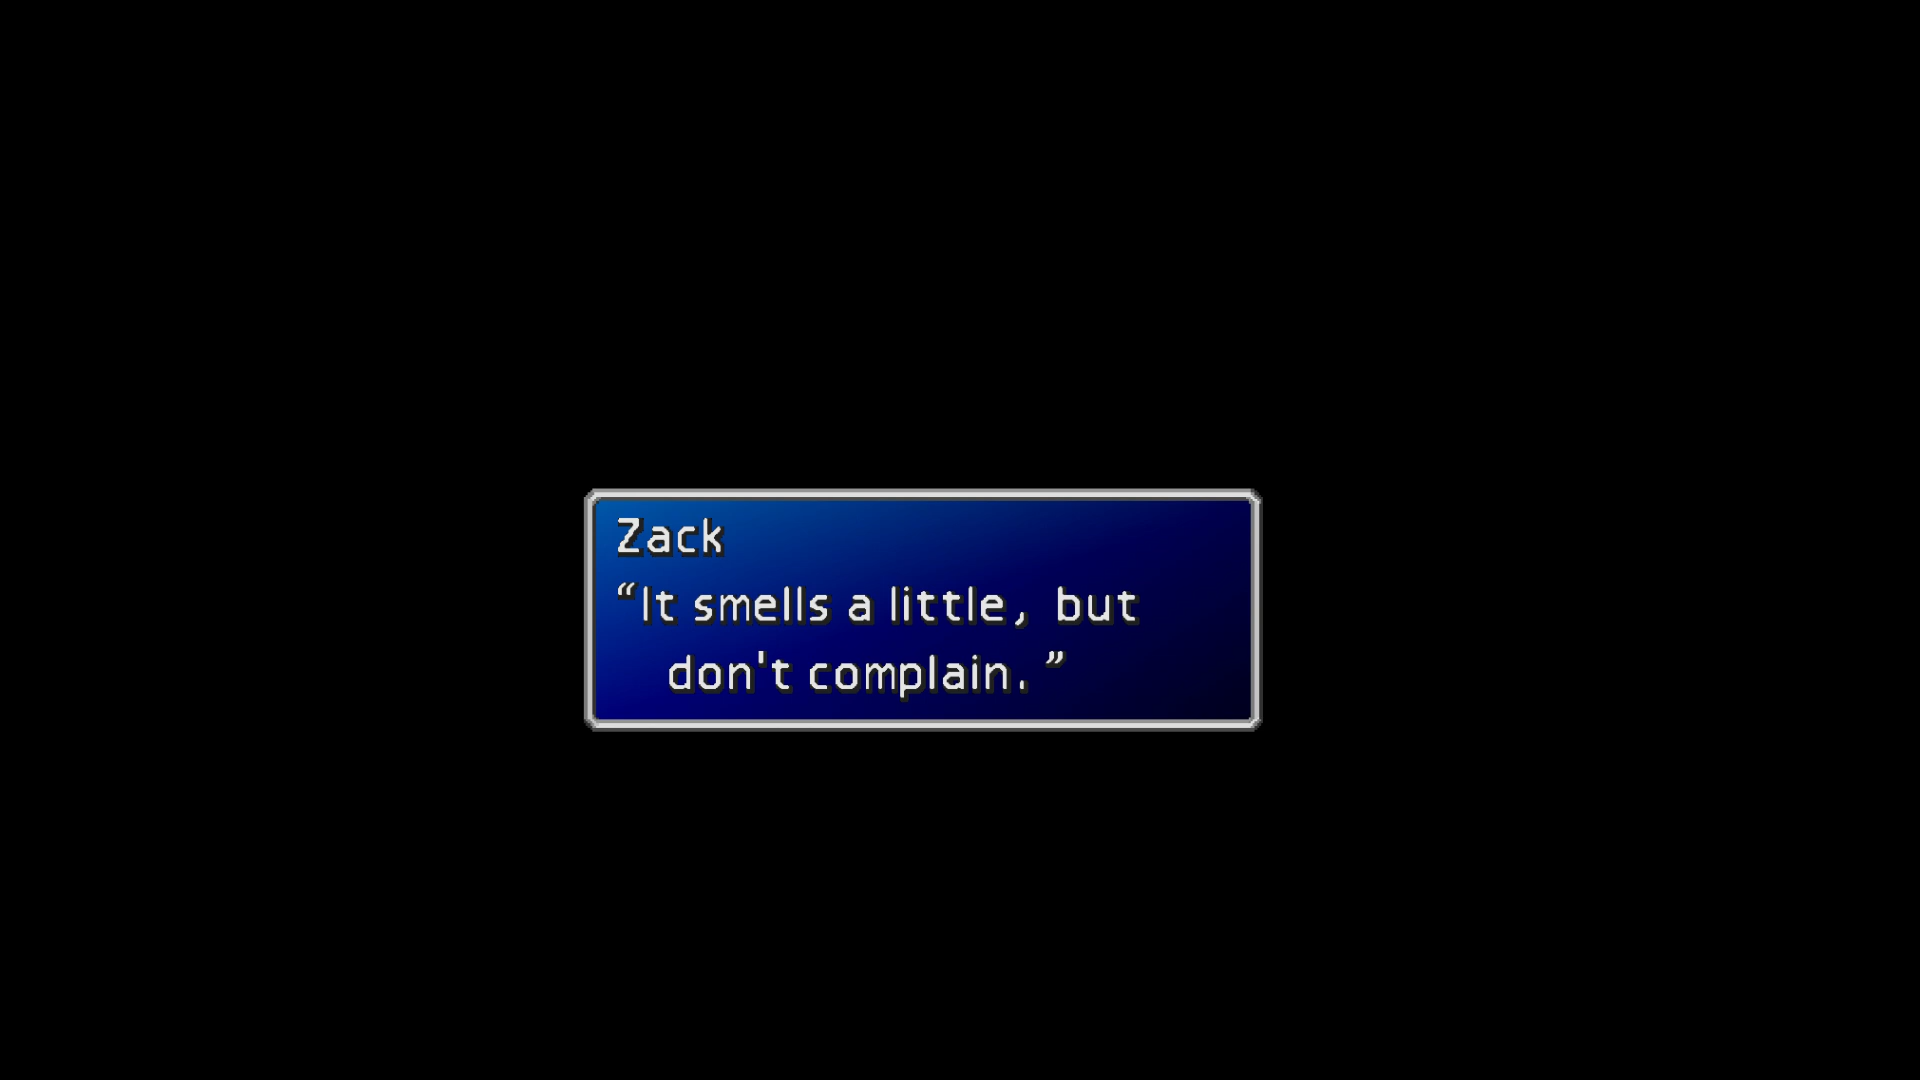 Zack
“It smells a little, but
don't complain.”